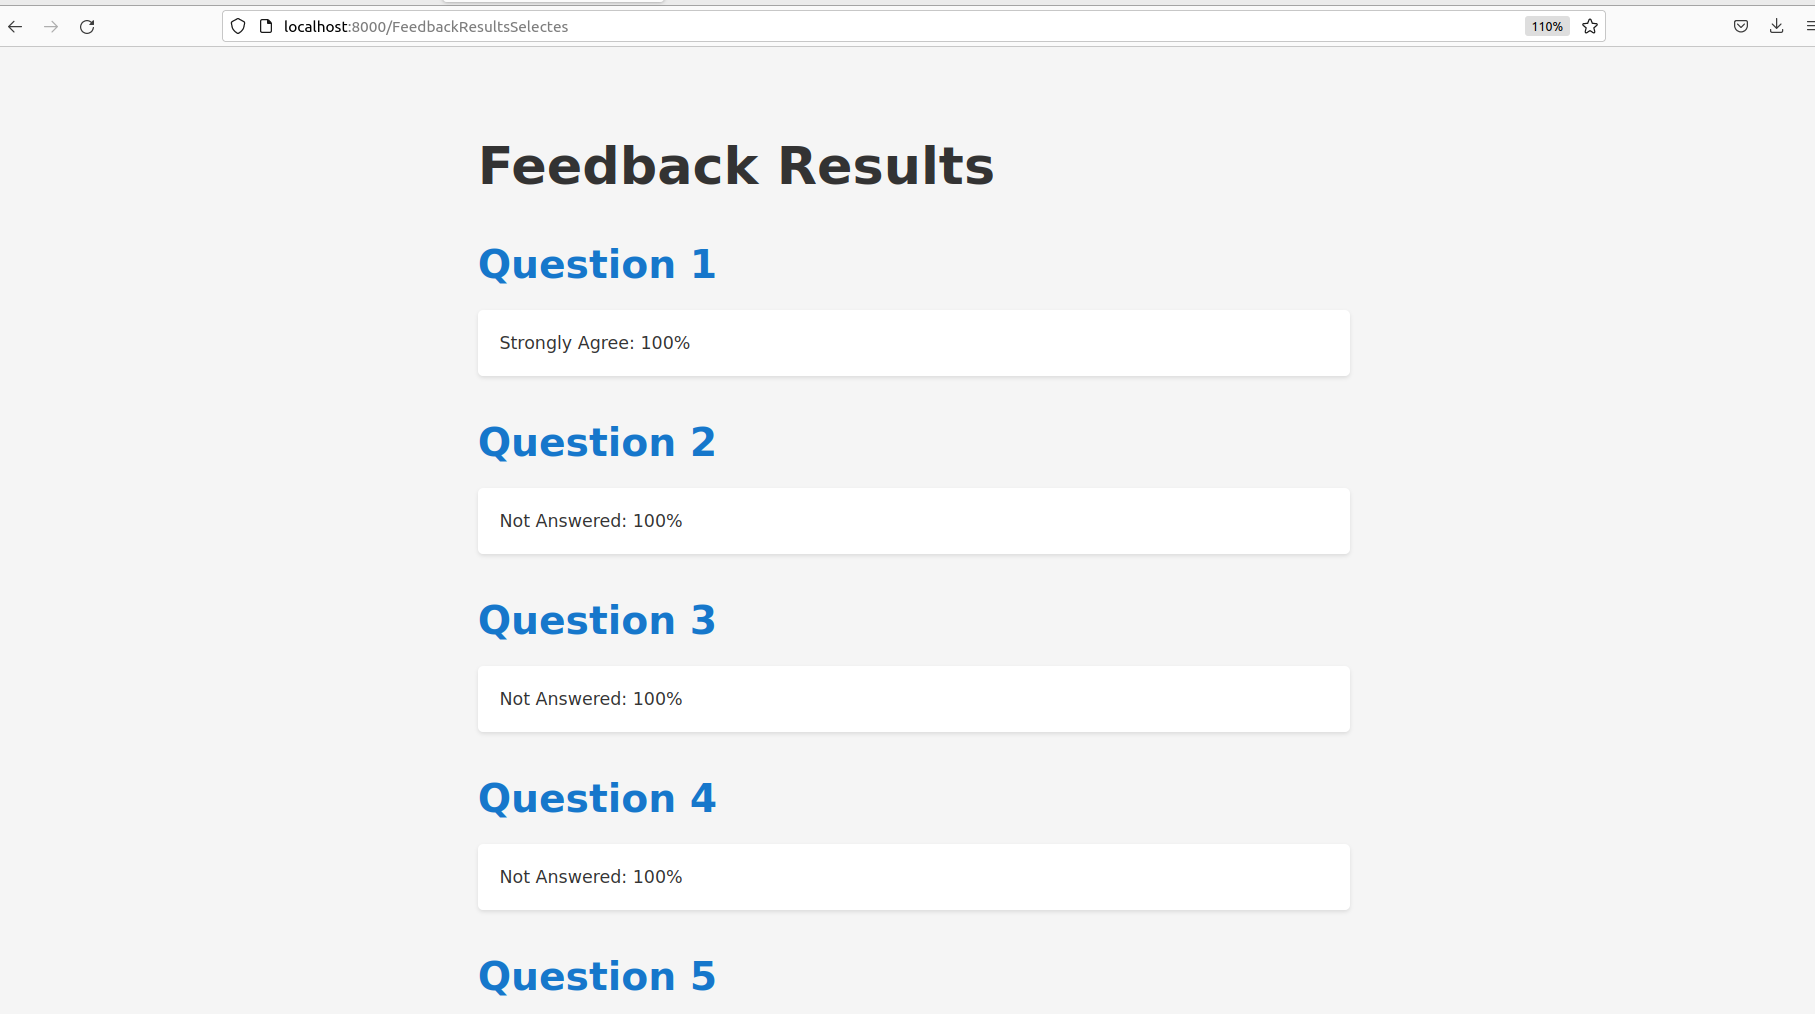 localhost:8000/FeedbackResultsSelectes
110%
Feedback Results
Question 1
Strongly Agree: 100%
Question 2
Not Answered: 100%
Question 3
Not Answered: 100%
Question 4
Not Answered: 100%
Question 5